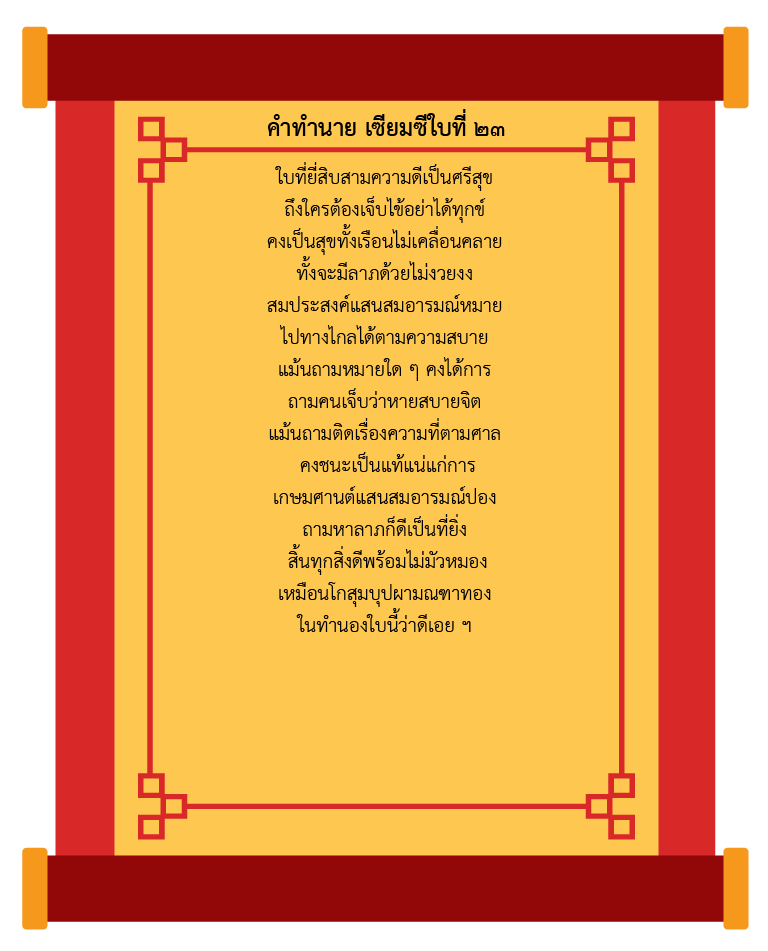 คำทำนาย เซียมซีใบที่ ๒๓
ใบที่ยี่สิบสามความดีเป็นศรีสุข
ถึงใครต้องเจ็บไข้อย่าได้ทุกข์
คงเป็นสุขทั้งเรือนไม่เคลื่อนคลาย
ทั้งจะมีลาภด้วยไม่งวยงง
สมประสงค์แสนสมอารมณ์หมาย
ไปทางไกลได้ตามความสบาย
แม้นถามหมายใด ๆ คงได้การ
ถามคนเจ็บว่าหายสบายจิต
แม้นถามติดเรื่องความที่ตามศาล
คงชนะเป็นแท้แน่แก่การ
เกษมศานต์แสนสมอารมณ์ปอง
ถามหาลาภก็ดีเป็นที่ยิ่ง
สิ้นทุกสิ่งดีพร้อมไม่มัวหมอง
เหมือนโกสุมบุปผามณฑาทอง
ในทำนองใบนี้ว่าดีเอย ฯ